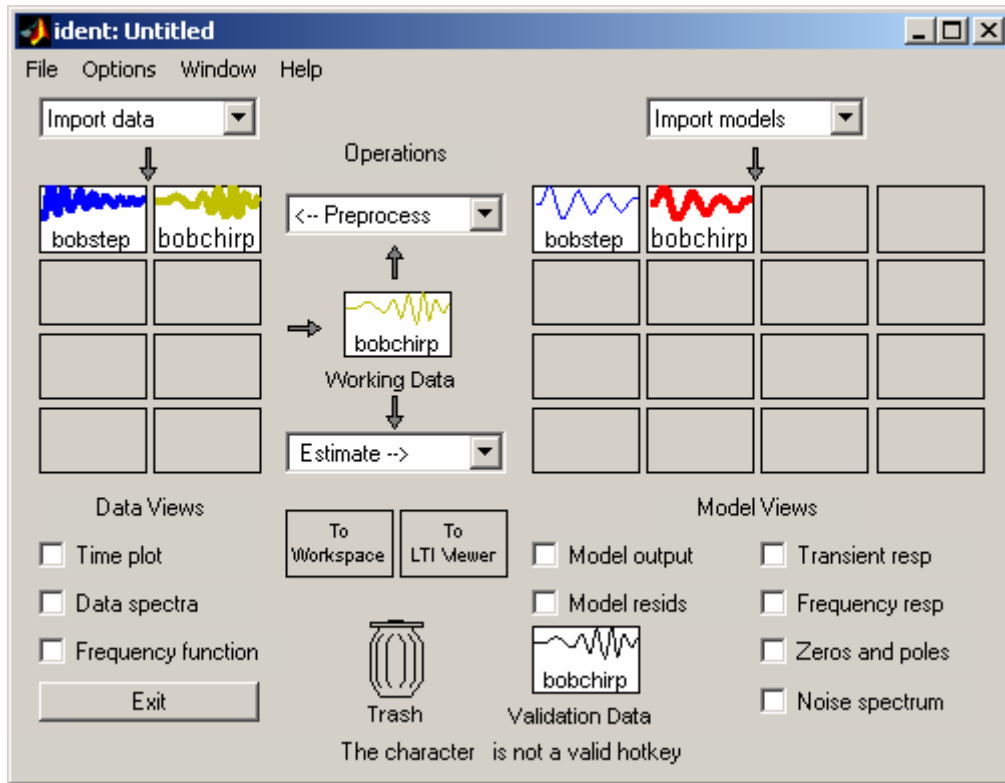 ident: Untitled
File Options Window Help
Import data
Import models
Operations
bobstep
bobchirp
<-- Preprocess
bobstep
bobchirp
bobchirp
Working Data
Estimate -->
Data Views
Model Views
To Workspace
To LTI Viewer
Time plot
Data spectra
Frequency function
Exit
Model output
Model resids
Transient resp
Frequency resp
Zeros and poles
Noise spectrum
bobchirp
Trash
Validation Data
The character is not a valid hotkey